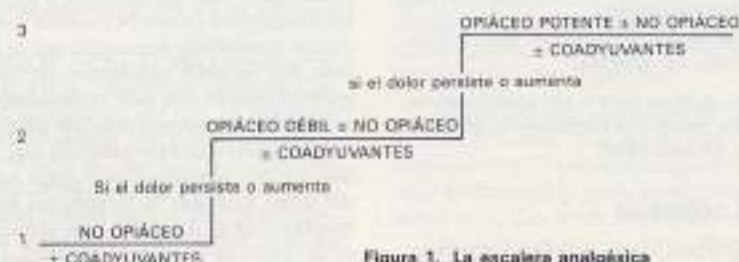 3
OPIÁCEO POTENTE ± NO OPIÁCEO
± COADYUVANTES
si el dolor persiste o aumenta
2
OPIÁCEO DÉBIL ± NO OPIÁCEO
± COADYUVANTES
Si el dolor persiste o aumenta
1
NO OPIÁCEO
± COADYUVANTES
Figura 1. La escalera analgésica